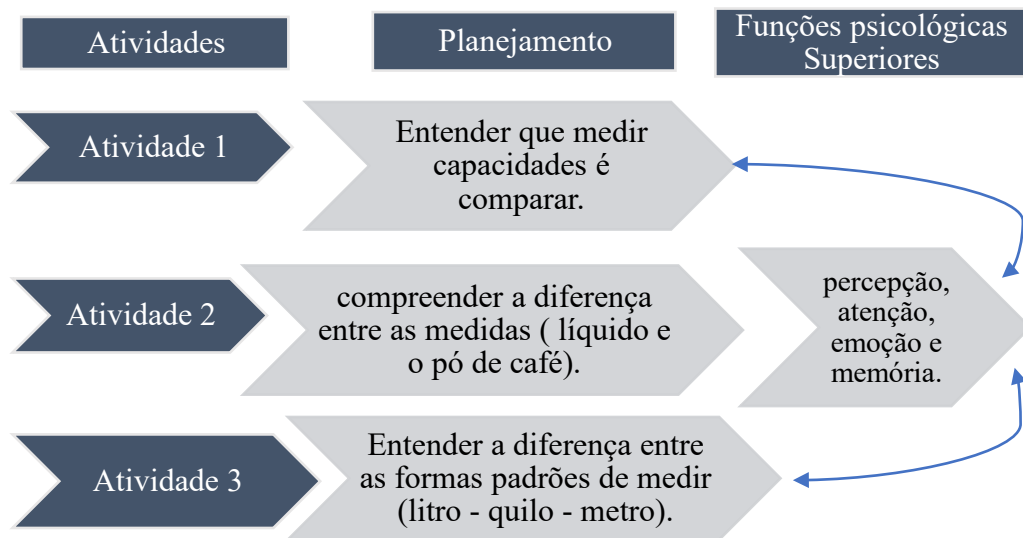 Atividades
Planejamento
Funções psicológicas
Superiores
Atividade 1
Entender que medir
capacidades é
comparar.
Atividade 2
compreender a diferença
entre as medidas ( líquido e
o pó de café).
percepção,
atenção,
emoção e
memória.
Atividade 3
Entender a diferença entre
as formas padrões de medir
(litro - quilo - metro).